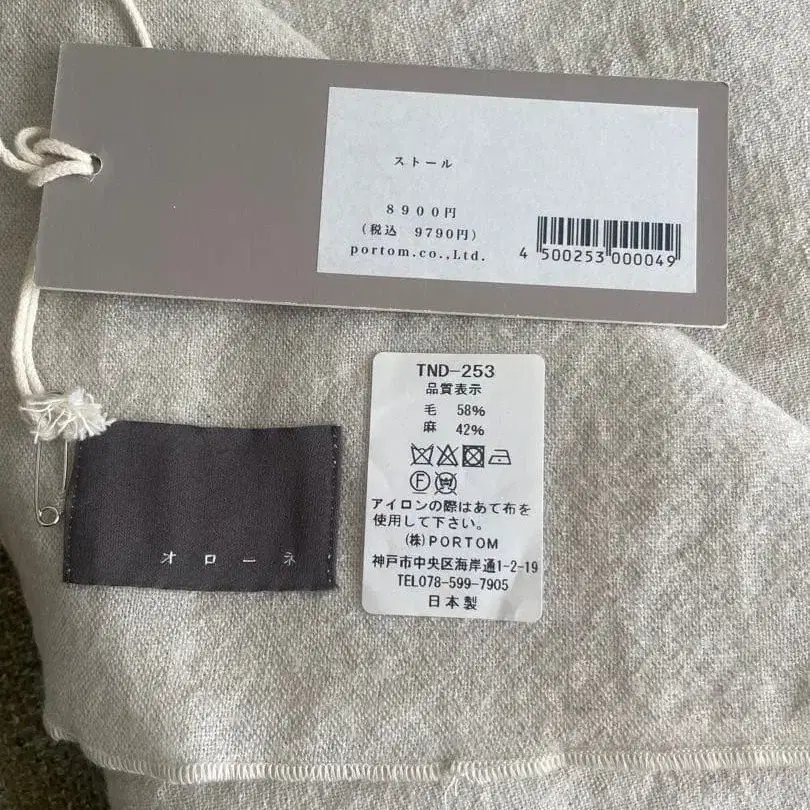 ストール
8900円
(税込 9790円)
portom.co.,Ltd.
4 500253 000049
TND-253
品質表示
毛 58%
麻 42%
アイロンの際はあて布を
使用して下さい。
(株)PORTOM
神戸市中央区海岸通1-2-19
TEL078-599-7905
日本製
オローネ